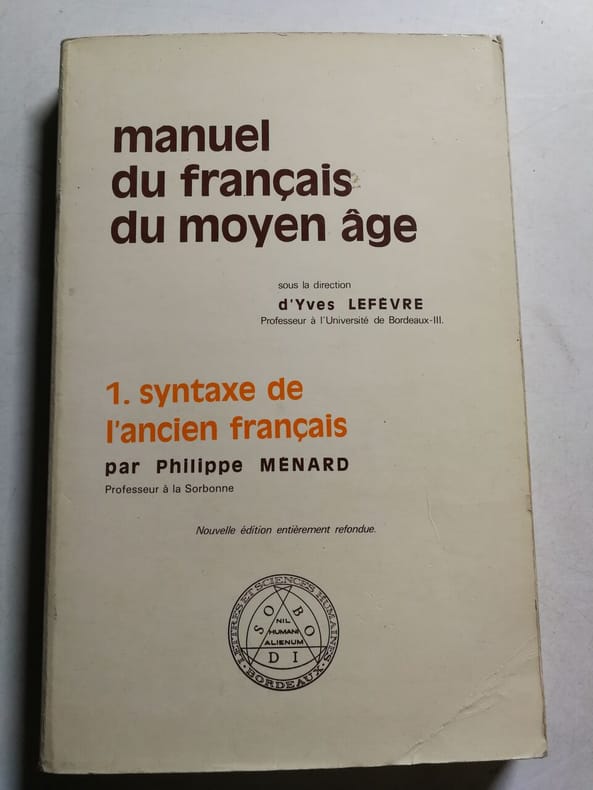 manuel
du français
du moyen âge
sous la direction
d'Yves LEFÈVRE
Professeur à l'Université de Bordeaux-III.
1. syntaxe de
l'ancien français
par Philippe MÉNARD
Professeur à la Sorbonne
Nouvelle édition entièrement refondue.
LETTRES ET SCIENCES HUMAINES
SOBODI
NIL
HUMANI
ALIENUM
BORDEAUX